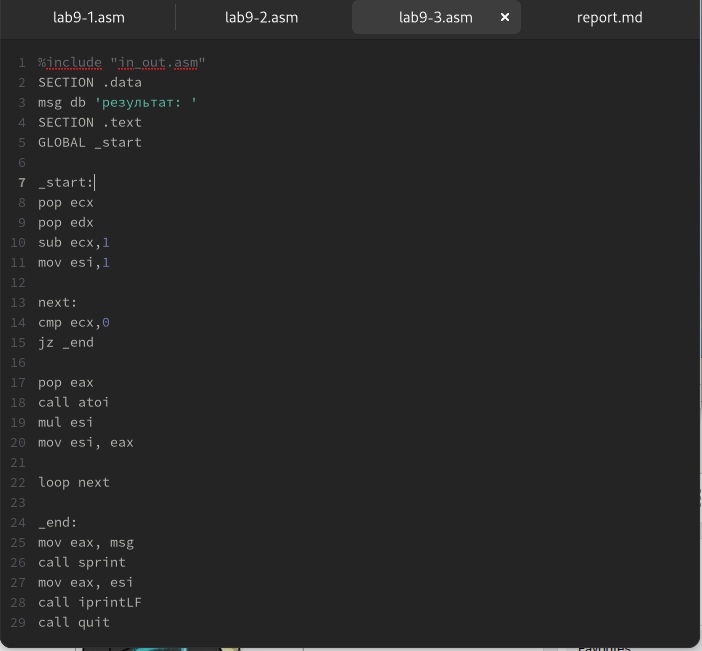 lab9-1.asm
lab9-2.asm
lab9-3.asm ×
report.md
1 %include "in_out.asm"
2 SECTION .data
3 msg db 'результат: '
4 SECTION .text
5 GLOBAL _start
6
7 _start:
8 pop ecx
9 pop edx
10 sub ecx,1
11 mov esi,1
12
13 next:
14 cmp ecx,0
15 jz _end
16
17 pop eax
18 call atoi
19 mul esi
20 mov esi, eax
21
22 loop next
23
24 _end:
25 mov eax, msg
26 call sprint
27 mov eax, esi
28 call iprintLF
29 call quit